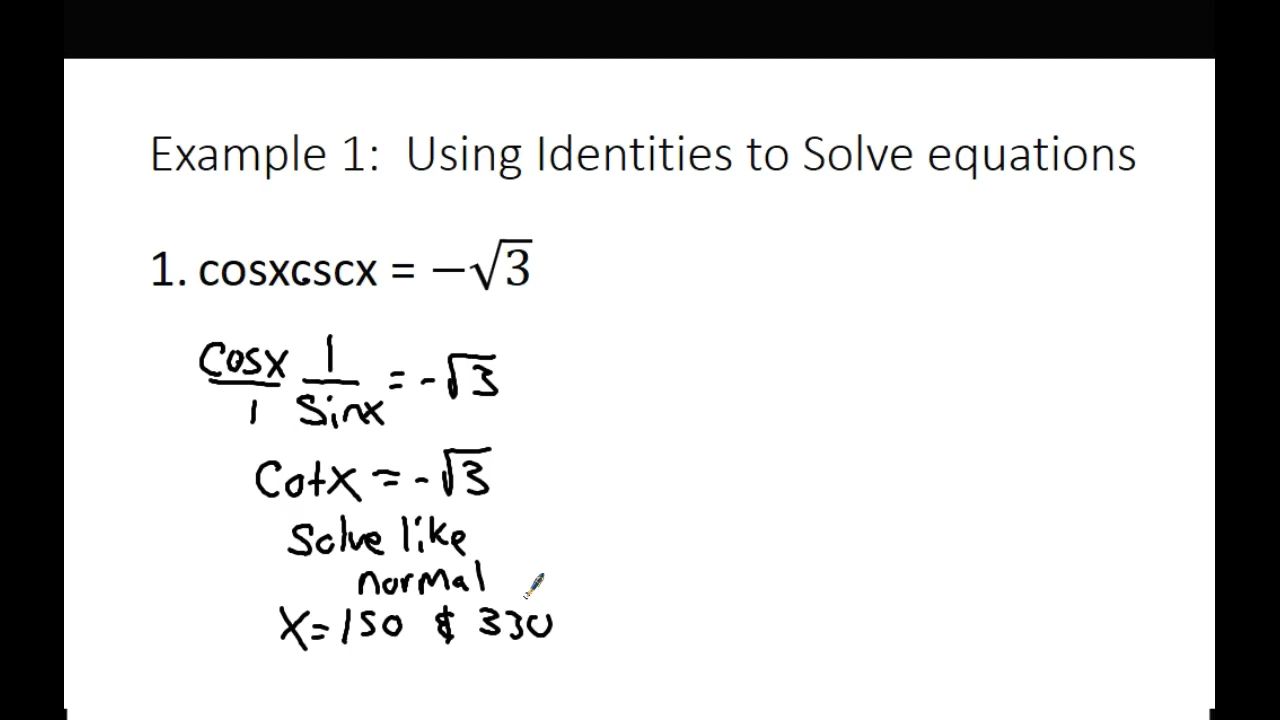 Example 1: Using Identities to Solve equations
1. cosxcscx = −√3
Cosx/1 1/Sinx = -√3
Cotx = -√3
Solve like
normal
X=150 & 330